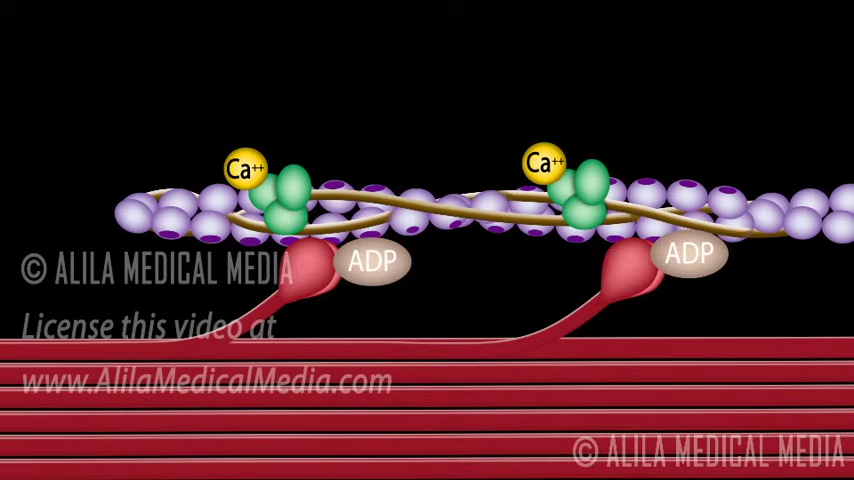 Ca++
Ca++
ADP
ADP
© ALILA MEDICAL MEDIA
License this video at
www.AlilaMedicalMedia.com
© ALILA MEDICAL MEDIA